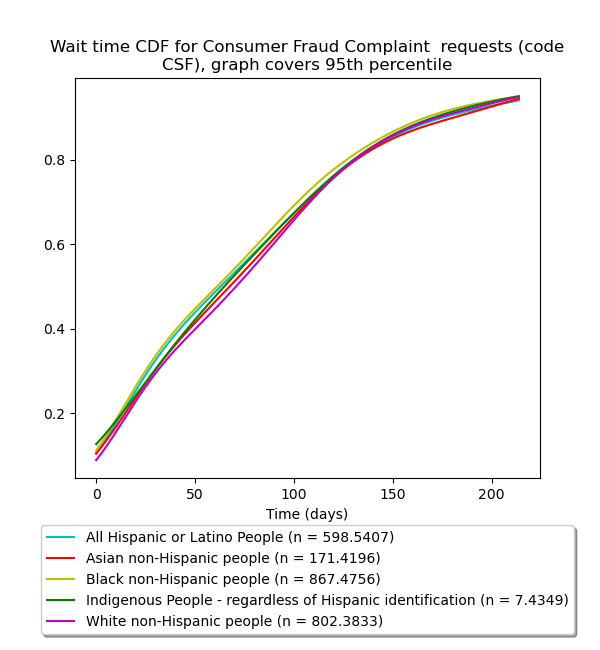 Wait time CDF for Consumer Fraud Complaint  requests (code
CSF), graph covers 95th percentile
0.8
0.6
0.4
0.2
0
50
100
150
200
Time (days)
All Hispanic or Latino People (n = 598.5407)
Asian non-Hispanic people (n = 171.4196)
Black non-Hispanic people (n = 867.4756)
Indigenous People - regardless of Hispanic identification (n = 7.4349)
White non-Hispanic people (n = 802.3833)